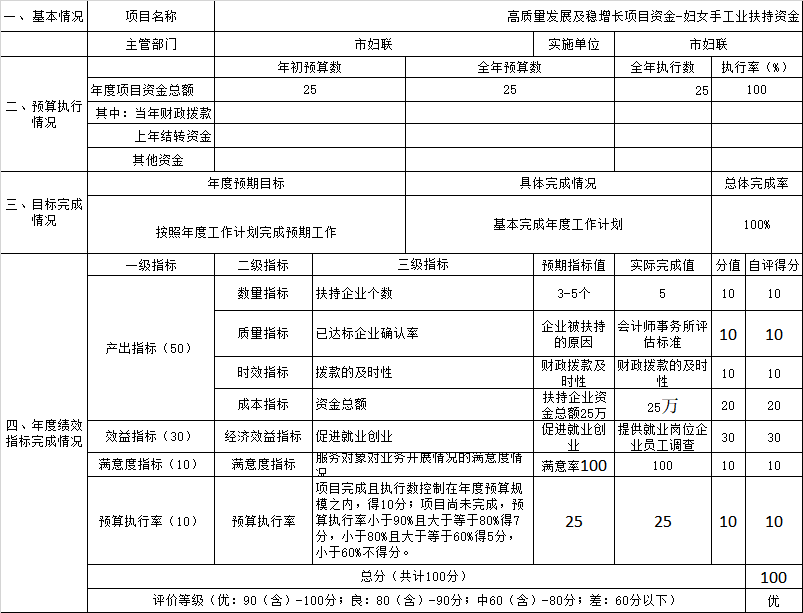 一、基本情况 项目名称 高质量发展及稳增长项目资金-妇女手工业扶持资金
主管部门 市妇联 实施单位 市妇联
二、预算执行情况 年初预算数 全年预算数 全年执行数 执行率（%）
年度项目资金总额 25 25 25 100
其中：当年财政拨款
上年结转资金
其他资金
三、目标完成情况 年度预期目标 具体完成情况 总体完成率
按照年度工作计划完成预期工作 基本完成年度工作计划 100%
四、年度绩效指标完成情况 一级指标 二级指标 三级指标 预期指标值 实际完成值 分值 自评得分
产出指标（50） 数量指标 扶持企业个数 3-5个 5 10 10
质量指标 已达标企业确认率 企业被扶持的原因 会计师事务所评估标准 10 10
时效指标 拨款的及时性 财政拨款及时性 财政拨款的及时性 10 10
成本指标 资金总额 扶持企业资金总额25万 25万 20 20
效益指标（30） 经济效益指标 促进就业创业 促进就业创业 提供就业岗位企业员工调查 30 30
满意度指标（10） 满意度指标 服务对象对业务开展情况的满意度情况 满意率100 100 10 10
预算执行率（10） 预算执行率 项目完成且执行数控制在年度预算规模之内，得10分；项目尚未完成，预算执行率小于90%且大于等于80%得7分，小于80%且大于等于60%得5分，小于60%不得分。 25 25 10 10
总分（共计100分） 100
评价等级（优：90（含）-100分；良：80（含）-90分；中60（含）-80分；差：60分以下） 优